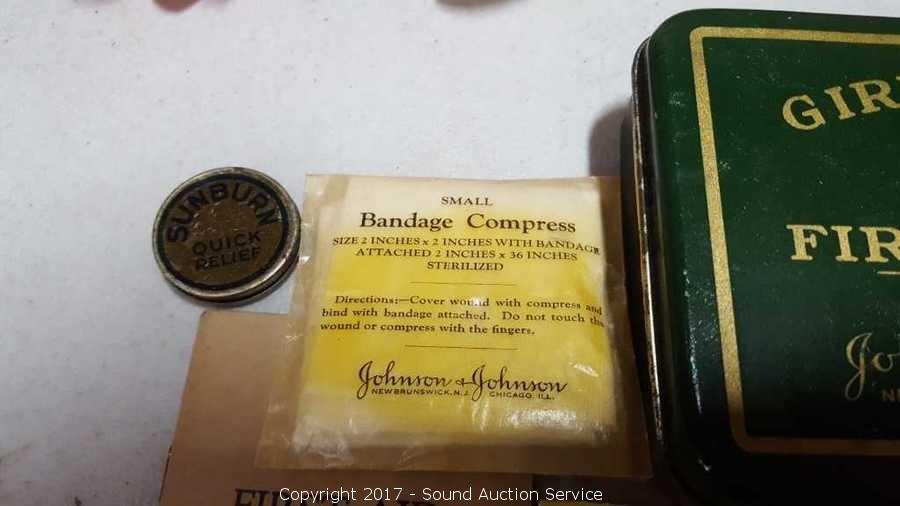 SUNBURN
QUICK
RELIEF
SMALL
Bandage Compress
SIZE 2 INCHES x 2 INCHES WITH BANDAGE
ATTACHED 2 INCHES x 36 INCHES
STERILIZED
Directions:—Cover wound with compress and
bind with bandage attached. Do not touch this
wound or compress with the fingers.
Johnson & Johnson
NEW BRUNSWICK, N.J. CHICAGO, ILL.
GIR
FIR
Jo
N
Copyright 2017 - Sound Auction Service